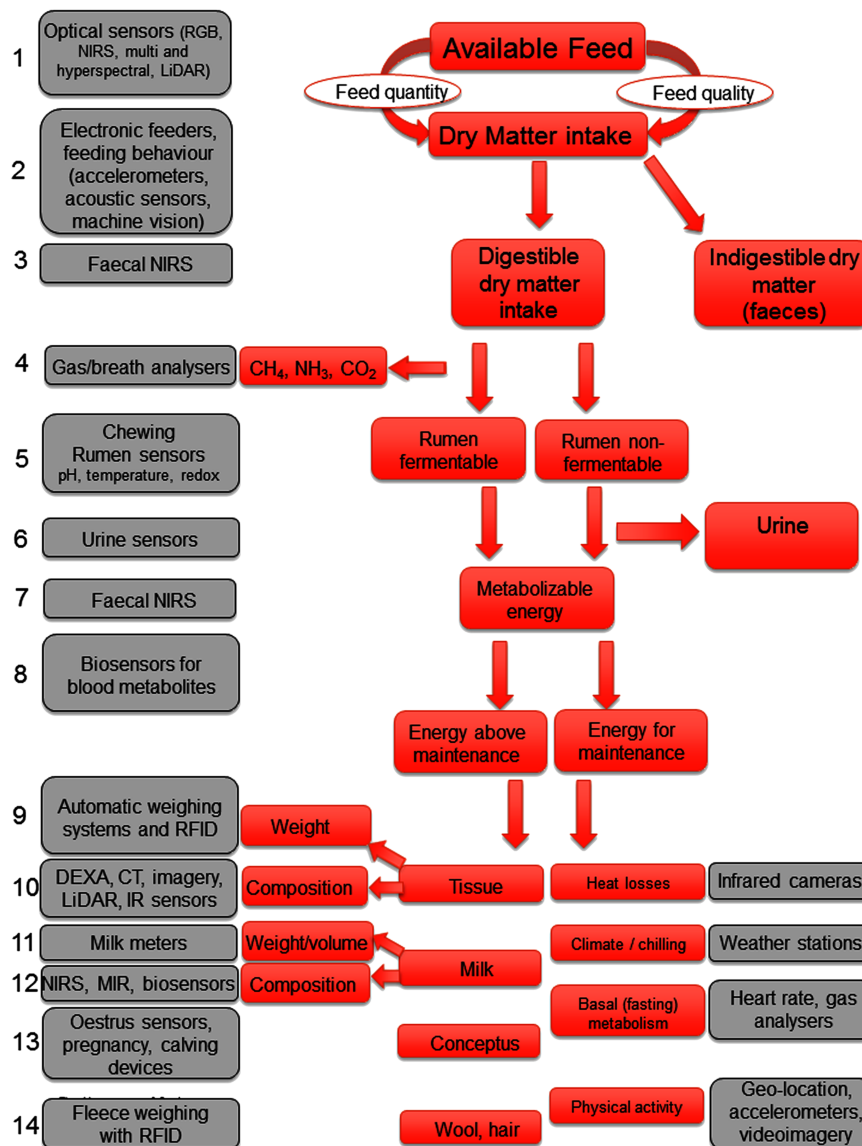 1
Optical sensors (RGB,
NIRS, multi and
hyperspectral, LiDAR)
Available Feed
Feed quantity
Feed quality
Dry Matter intake
2
Electronic feeders,
feeding behaviour
(accelerometers,
acoustic sensors,
machine vision)
3
Faecal NIRS
Digestible
dry matter
intake
Indigestible dry
matter
(faeces)
4
Gas/breath analysers
CH₄, NH₃, CO₂
5
Chewing
Rumen sensors
pH, temperature, redox
Rumen
fermentable
Rumen non-
fermentable
6
Urine sensors
Urine
7
Faecal NIRS
Metabolizable
energy
8
Biosensors for
blood metabolites
Energy above
maintenance
Energy for
maintenance
9
Automatic weighing
systems and RFID
Weight
10
DEXA, CT, imagery,
LiDAR, IR sensors
Composition
Tissue
Heat losses
Infrared cameras
11
Milk meters
Weight/volume
Milk
Climate / chilling
Weather stations
12
NIRS, MIR, biosensors
Composition
Basal (fasting)
metabolism
Heart rate, gas
analysers
13
Oestrus sensors,
pregnancy, calving
devices
Conceptus
14
Fleece weighing
with RFID
Wool, hair
Physical activity
Geo-location,
accelerometers,
videoimagery